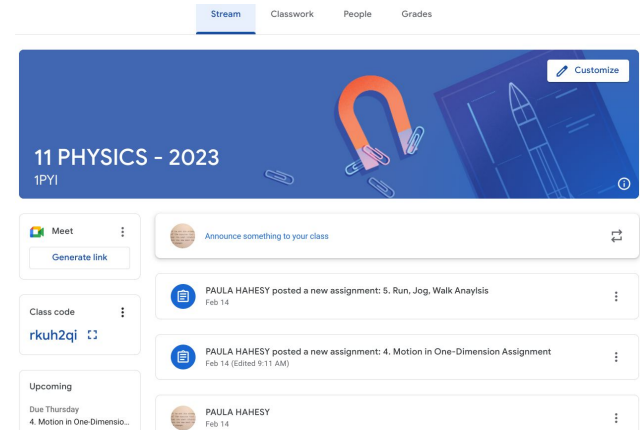 Stream Classwork People Grades
Customize
11 PHYSICS - 2023
1PYI
Meet
Generate link
Announce something to your class
PAULA HAHESY posted a new assignment: 5. Run, Jog, Walk Anaylsis
Feb 14
Class code
rkuh2qi
PAULA HAHESY posted a new assignment: 4. Motion in One-Dimension Assignment
Feb 14 (Edited 9:11 AM)
Upcoming
Due Thursday
4. Motion in One-Dimensio...
PAULA HAHESY
Feb 14